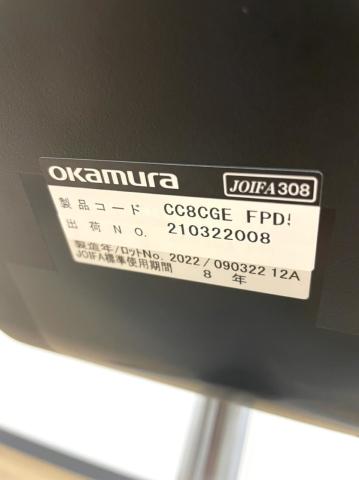 okamura JOIFA308
製品コード CC8CGE FPD
出荷NO. 210322008
製造年/ロットNo. 2022/090322 12A
JOIFA標準使用期間 8 年